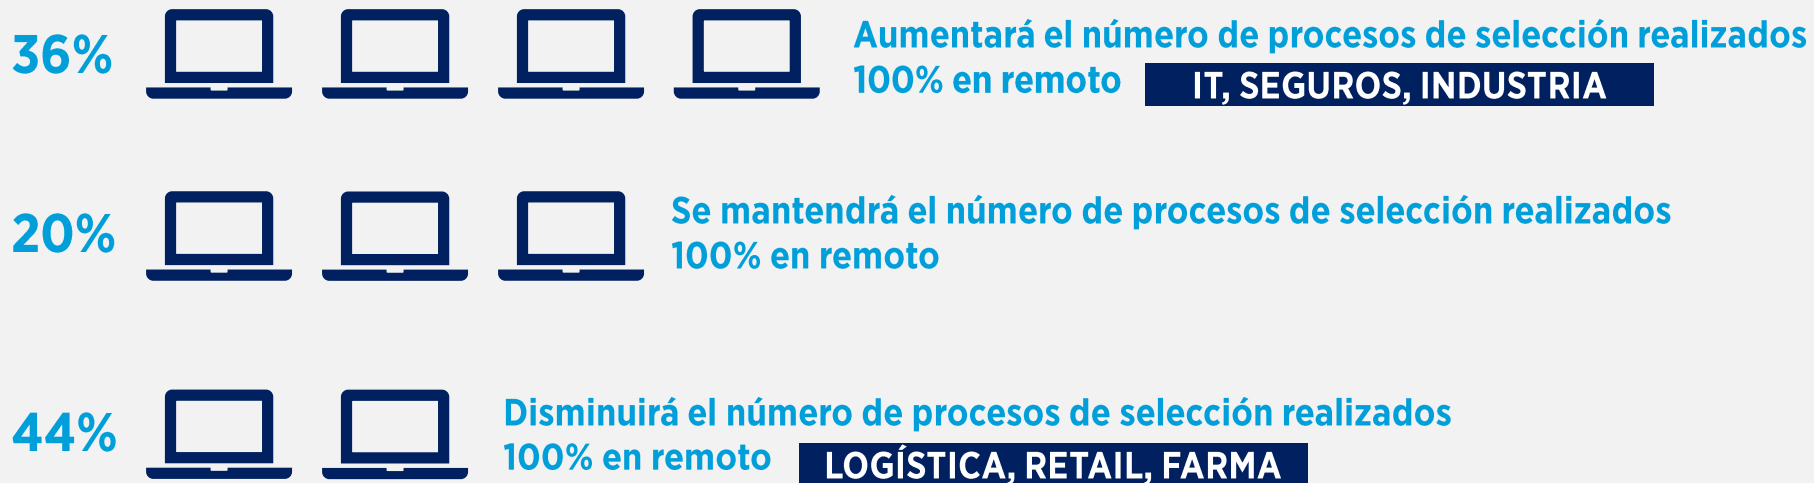 36%
Aumentará el número de procesos de selección realizados
100% en remoto IT, SEGUROS, INDUSTRIA
20%
Se mantendrá el número de procesos de selección realizados
100% en remoto
44%
Disminuirá el número de procesos de selección realizados
100% en remoto LOGÍSTICA, RETAIL, FARMA